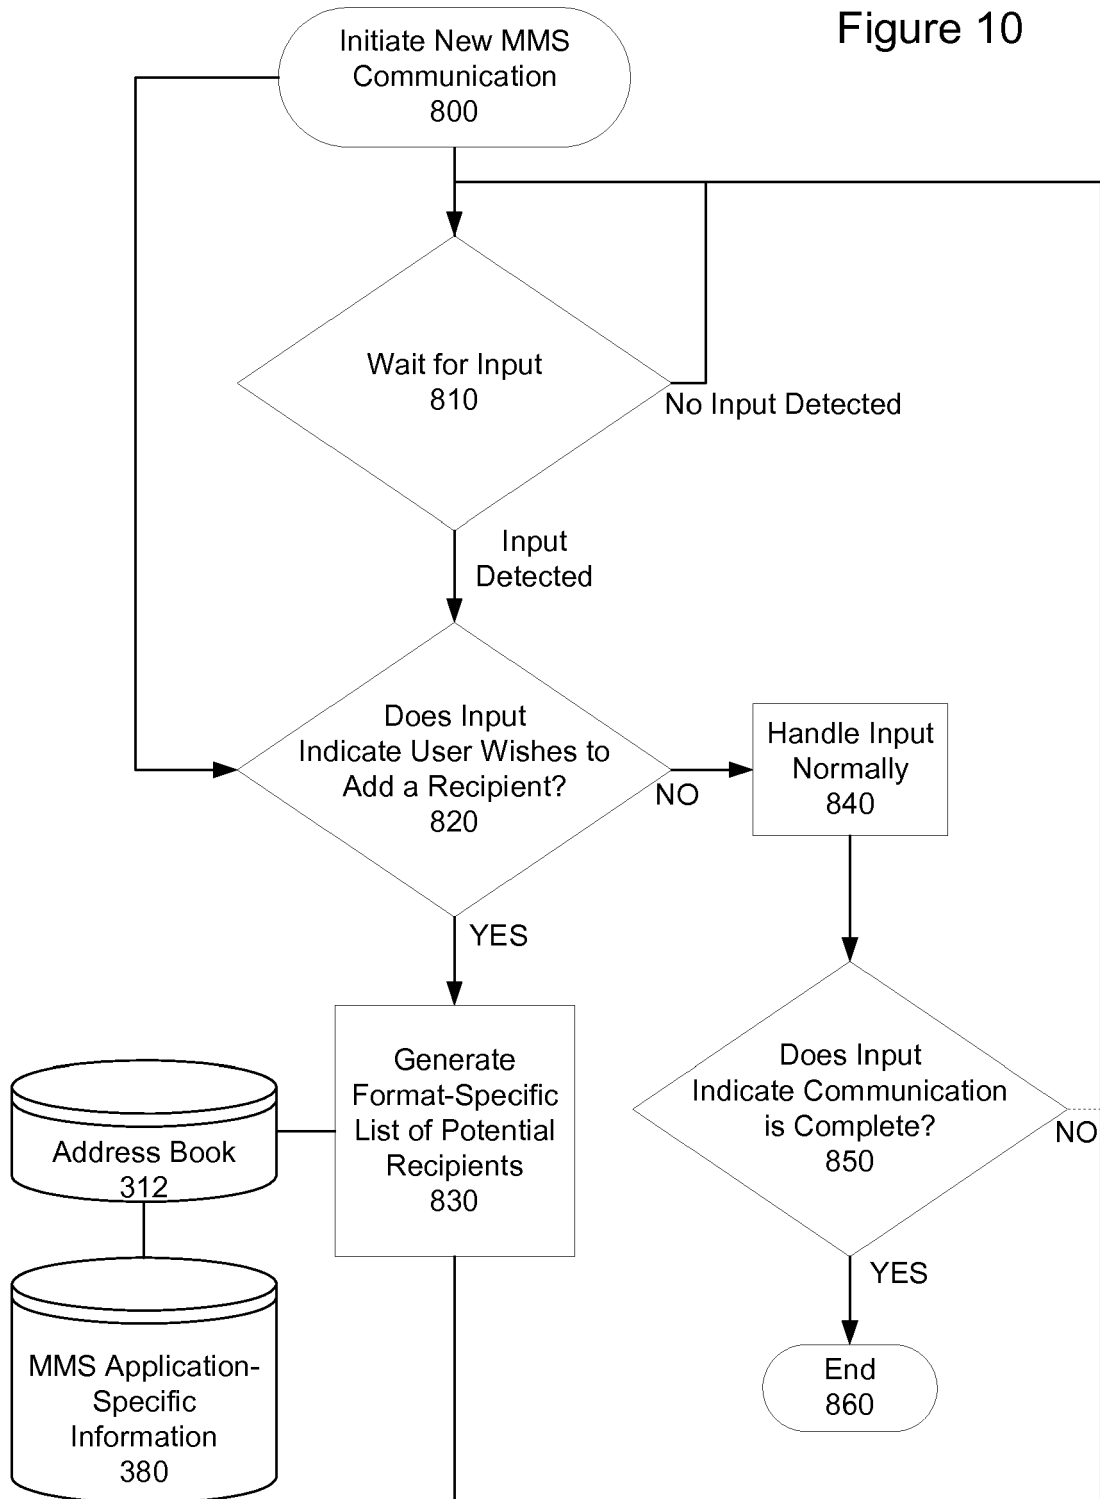 Figure 10
Initiate New MMS
Communication
800
Wait for Input
810
No Input Detected
Input
Detected
Does Input
Indicate User Wishes to
Add a Recipient?
820
NO
Handle Input
Normally
840
YES
Generate
Format-Specific
List of Potential
Recipients
830
Does Input
Indicate Communication
is Complete?
850
NO
Address Book
312
YES
MMS Application-
Specific
Information
380
End
860